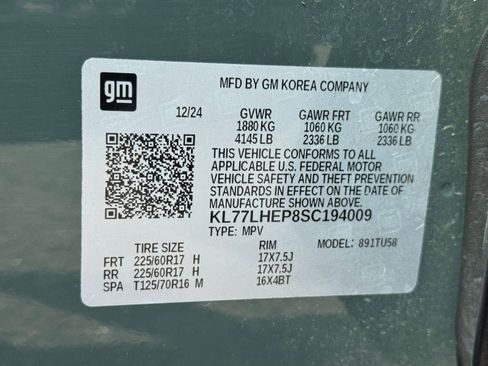 gm
MFD BY GM KOREA COMPANY
12/24 GVWR GAWR FRT GAWR RR
1880 KG 1060 KG 1060 KG
4145 LB 2336 LB 2336 LB
THIS VEHICLE CONFORMS TO ALL
APPLICABLE U.S. FEDERAL MOTOR
VEHICLE SAFETY AND THEFT PREVENTION
STANDARDS IN EFFECT ON THE DATE OF
MANUFACTURE SHOWN ABOVE.
KL77LHEP8SC194009
TYPE: MPV
TIRE SIZE RIM MODEL: 891TU58
FRT 225/60R17 H 17X7.5J
RR 225/60R17 H 17X7.5J
SPA T125/70R16 M 16X4BT